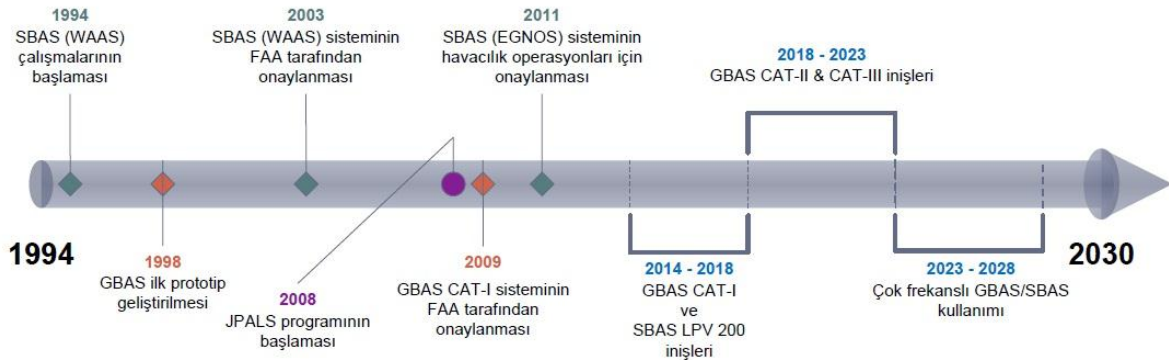 1994
SBAS (WAAS)
çalışmalarının
başlaması
2003
SBAS (WAAS) sisteminin
FAA tarafından
onaylanması
2011
SBAS (EGNOS) sisteminin
havacılık operasyonları için
onaylanması
2018 - 2023
GBAS CAT-II & CAT-III inişleri
1994
2030
1998
GBAS ilk prototip
geliştirilmesi
2008
JPALS programının
başlaması
2009
GBAS CAT-I sisteminin
FAA tarafından
onaylanması
2014 - 2018
GBAS CAT-I
ve
SBAS LPV 200
inişleri
2023 - 2028
Çok frekanslı GBAS/SBAS
kullanımı